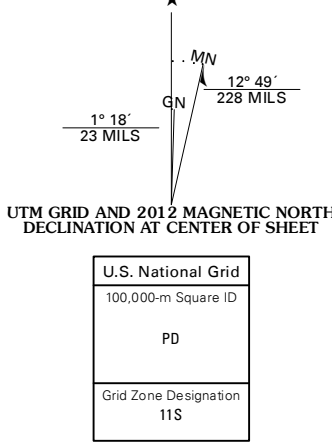 MN
GN
12° 49´
228 MILS
1° 18´
23 MILS
UTM GRID AND 2012 MAGNETIC NORTH
DECLINATION AT CENTER OF SHEET
U.S. National Grid
100,000-m Square ID
PD
Grid Zone Designation
11S